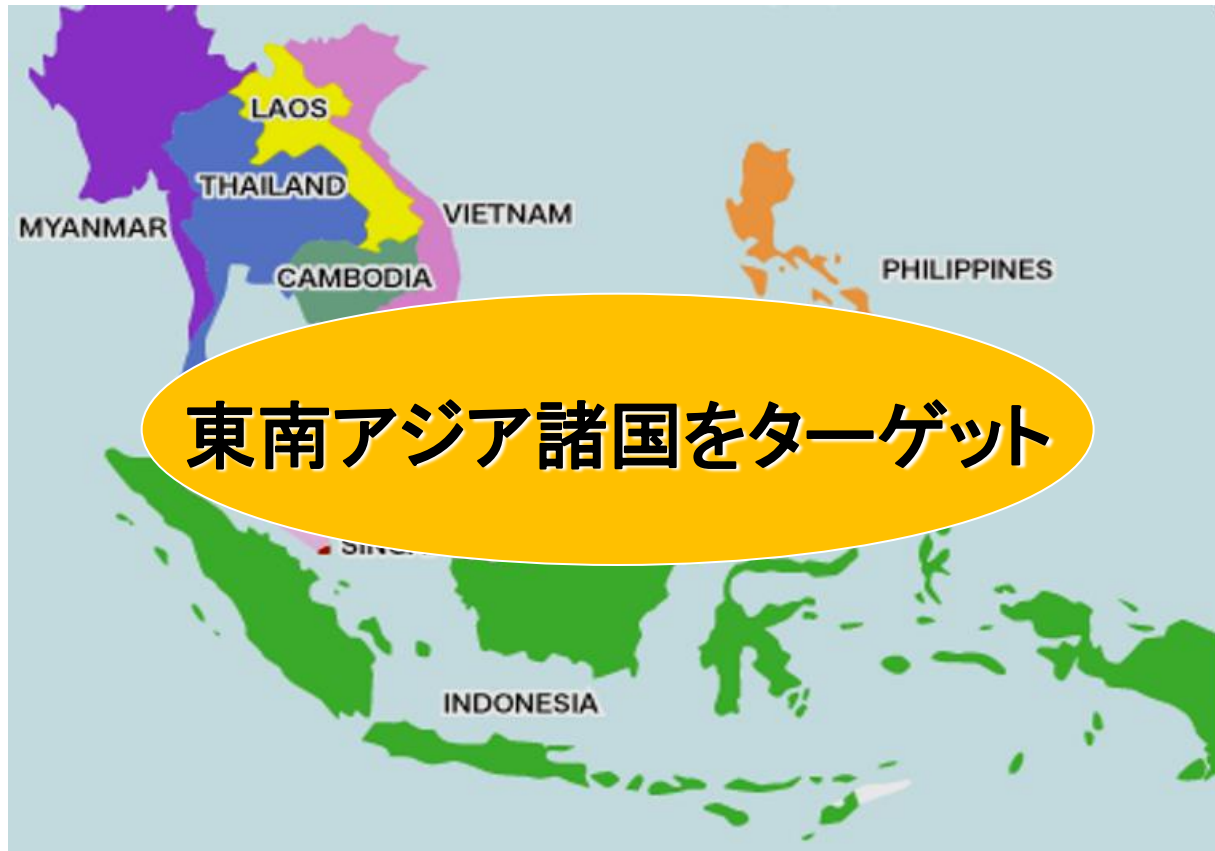 LAOS
THAILAND
MYANMAR
VIETNAM
CAMBODIA
PHILIPPINES
東南アジア諸国をターゲット
INDONESIA